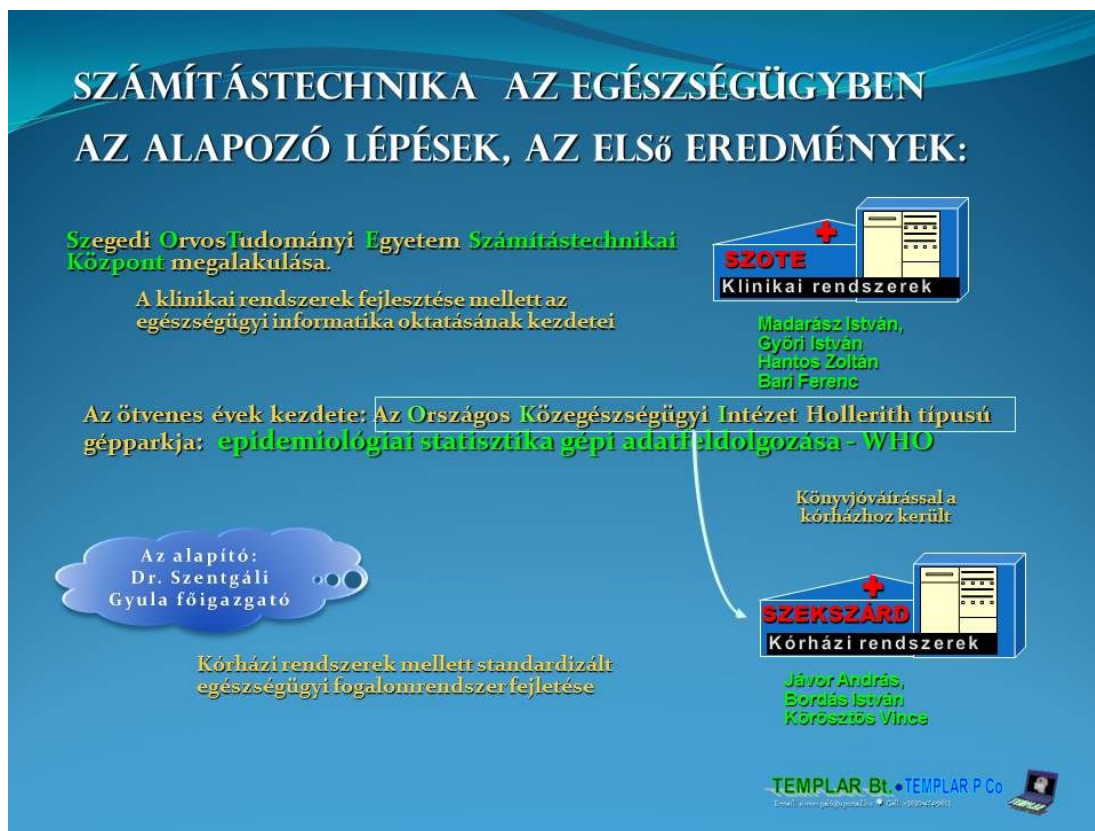 SZÁMÍTÁSTECHNIKA AZ EGÉSZSÉGÜGYBEN
AZ ALAPOZÓ LÉPÉSEK, AZ ELSő EREDMÉNYEK:
Szegedi OrvosTudományi Egyetem Számítástechnikai
Központ megalakulása.
A klinikai rendszerek fejlesztése mellett az
egészségügyi informatika oktatásának kezdetei
SZOTE
Klinikai rendszerek
Madarász István,
Győri István
Hantos Zoltán
Bari Ferenc
Az ötvenes évek kezdete: Az Országos Közegészségügyi Intézet Hollerith típusú
gépparkja: epidemiológiai statisztika gépi adatfeldolgozása - WHO
Könyvjóváírással a
kórházhoz került
Az alapító:
Dr. Szentgáli
Gyula főigazgató
SZEKSZÁRD
Kórházi rendszerek
Kórházi rendszerek mellett standardizált
egészségügyi fogalomrendszer fejletése
Jávor András,
Bordás István
Körösztös Vince
TEMPLAR Bt.•TEMPLAR P Co